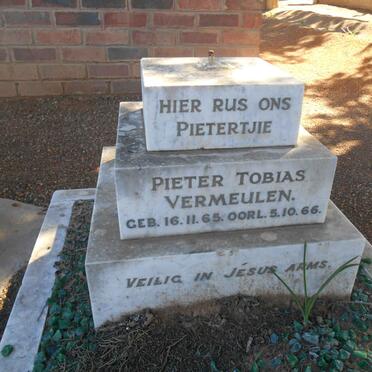 HIER RUS ONS
PIETERTJIE
PIETER TOBIAS
VERMEULEN.
GEB. 16.11.65. OORL. 5.10.66.
VEILIG IN JESUS ARMS.